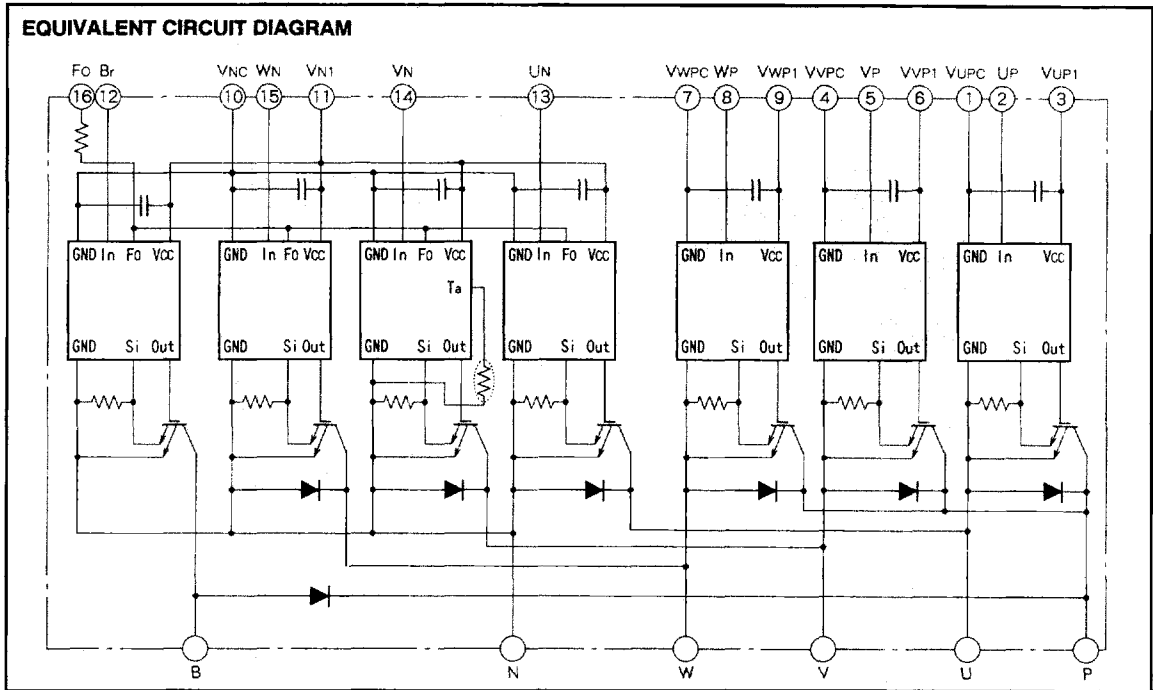 EQUIVALENT CIRCUIT DIAGRAM
FO Br VNC WN VN1 VN UN VWPC WP VWP1 VVPC VP VVP1 VUPC UP VUP1
16 12 10 15 11 14 13 7 8 9 4 5 6 1 2 3
GND In Fo Vcc GND In Fo Vcc GND In Fo Vcc GND In Fo Vcc GND In Vcc GND In Vcc GND In Vcc
Ta
GND Si Out GND Si Out GND Si Out GND Si Out GND Si Out GND Si Out GND Si Out
B N W V U P